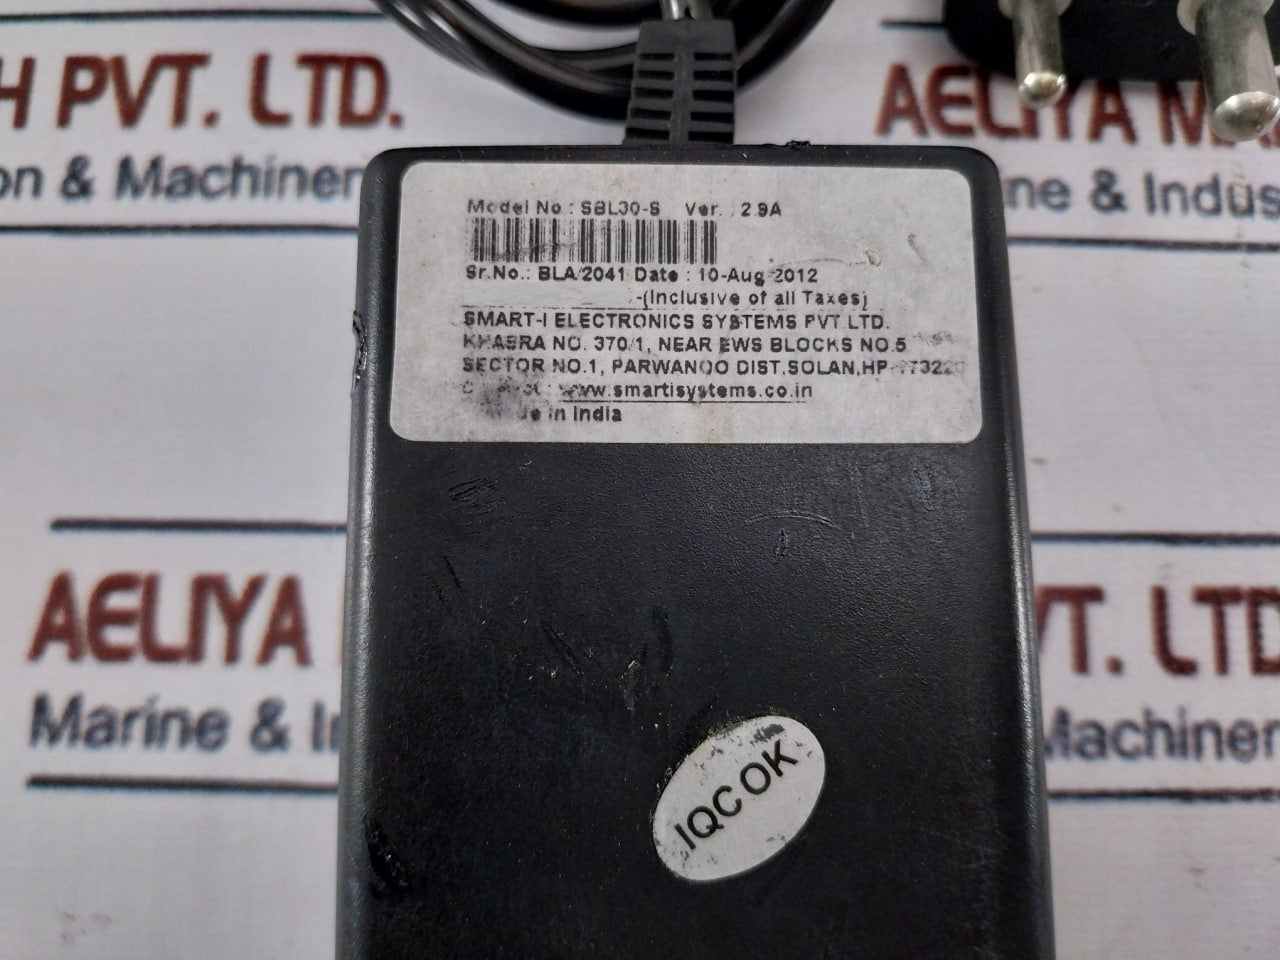 H PVT. LTD.
on & Machiner
AELIYA MA
ne & Indus
Model No : SBL30-S Ver. : 2.9A
Sr.No.: BLA/2041 Date : 10-Aug 2012
-(Inclusive of all Taxes)
SMART-I ELECTRONICS SYSTEMS PVT.LTD.
KHASRA NO. 370/1, NEAR EWS BLOCKS NO.5
SECTOR NO.1, PARWANOO DIST,SOLAN,HP
www.smartisystems.co.in
in India
AELIYA
Marine & I
VT. LTD
Machiner
IQC OK